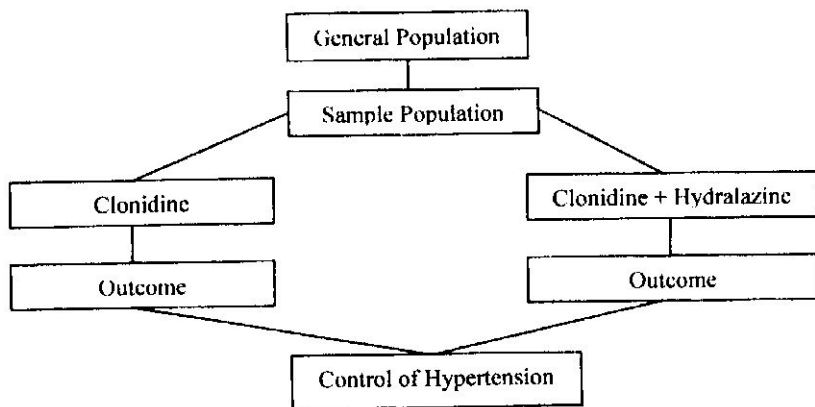 General Population
Sample Population
Clonidine
Clonidine + Hydralazine
Outcome
Outcome
Control of Hypertension